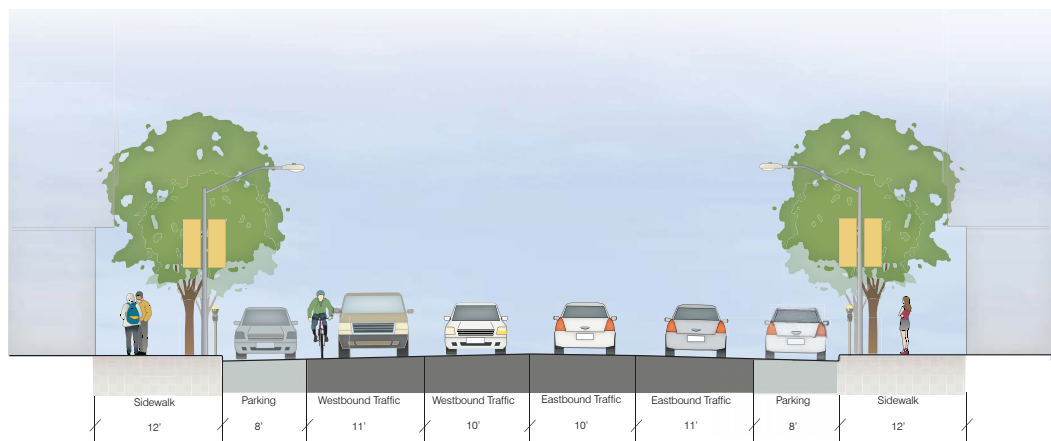 Sidewalk Parking Westbound Traffic Westbound Traffic Eastbound Traffic Eastbound Traffic Parking Sidewalk
12' 8' 11' 10' 10' 11' 8' 12'